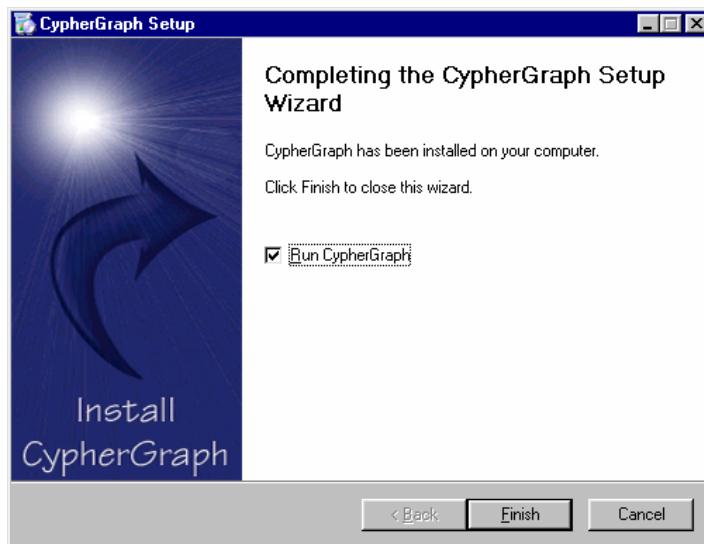 CypherGraph Setup
Completing the CypherGraph Setup
Wizard
CypherGraph has been installed on your computer.
Click Finish to close this wizard.
Run CypherGraph
Install
CypherGraph
< Back
Finish
Cancel